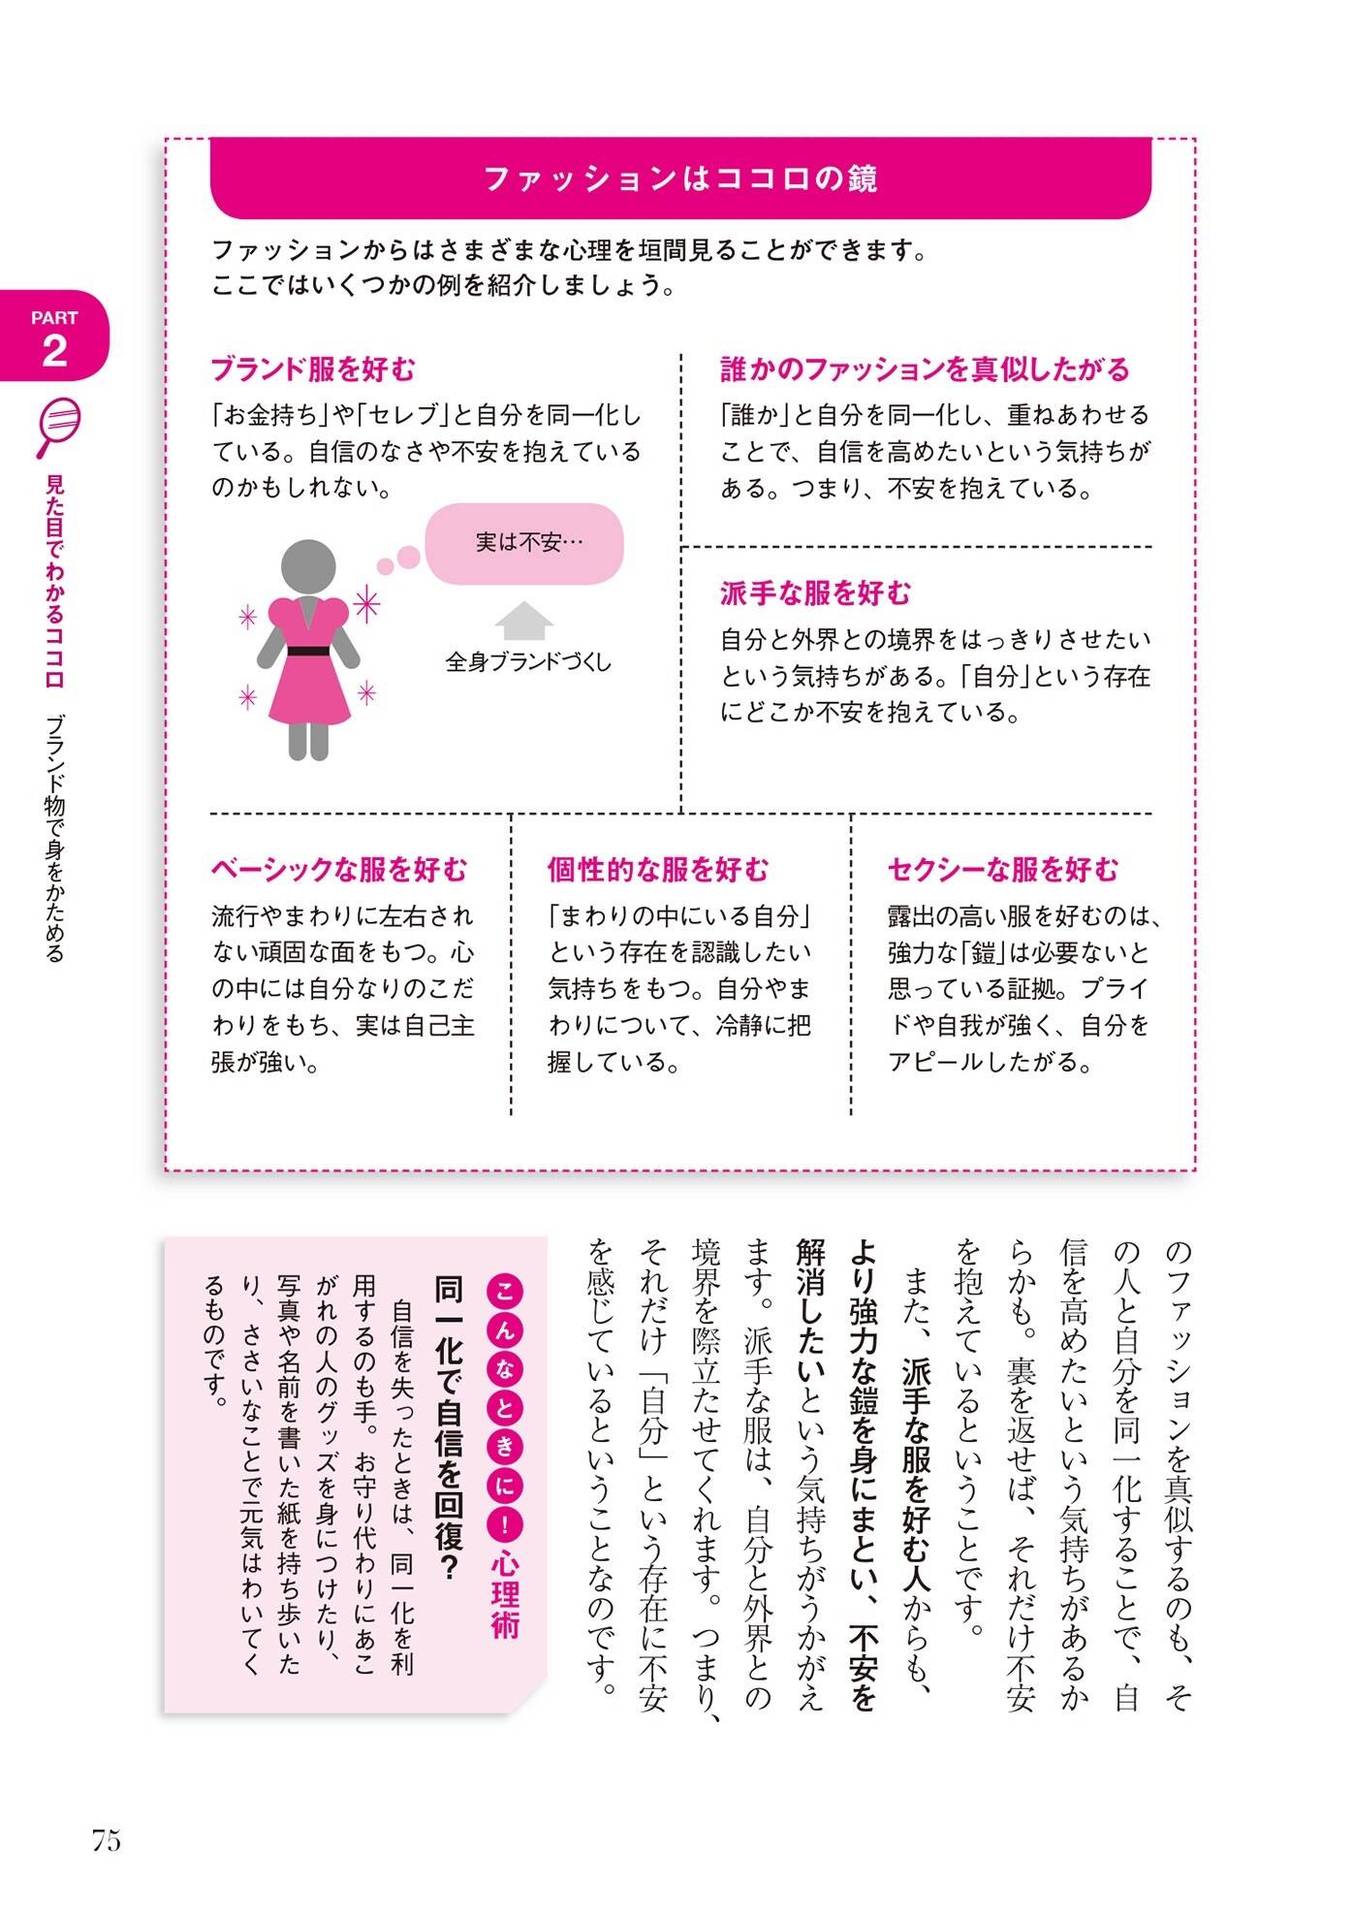 ファッションはココロの鏡
ファッションからはさまざまな心理を垣間見ることができます。
ここではいくつかの例を紹介しましょう。
PART
2
見た目でわかるココロ ブランド物で身をかためる
ブランド服を好む
「お金持ち」や「セレブ」と自分を同一化し
ている。自信のなさや不安を抱えている
のかもしれない。
実は不安…
全身ブランドづくし
誰かのファッションを真似したがる
「誰か」と自分を同一化し、重ねあわせる
ことで、自信を高めたいという気持ちが
ある。つまり、不安を抱えている。
派手な服を好む
自分と外界との境界をはっきりさせたい
という気持ちがある。「自分」という存在
にどこか不安を抱えている。
ベーシックな服を好む
流行やまわりに左右され
ない頑固な面をもつ。心
の中には自分なりのこだ
わりをもち、実は自己主
張が強い。
個性的な服を好む
「まわりの中にいる自分」
という存在を認識したい
気持ちをもつ。自分やま
わりについて、冷静に把
握している。
セクシーな服を好む
露出の高い服を好むのは、
強力な「鎧」は必要ないと
思っている証拠。プライ
ドや自我が強く、自分を
アピールしたがる。
のファッションを真似するのも、そ
の人と自分を同一化することで、自
信を高めたいという気持ちがあるか
らかも。裏を返せば、それだけ不安
を抱えているということです。
また、派手な服を好む人からも、
より強力な鎧を身にまとい、不安を
解消したいという気持ちがうかがえ
ます。派手な服は、自分と外界との
境界を際立たせてくれます。つまり、
それだけ「自分」という存在に不安
を感じているということなのです。
こんなときに!心理術
同一化で自信を回復?
自信を失ったときは、同一化を利
用するのも手。お守り代わりにあこ
がれの人のグッズを身につけたり、
写真や名前を書いた紙を持ち歩いた
り、ささいなことで元気はわいてく
るものです。
75